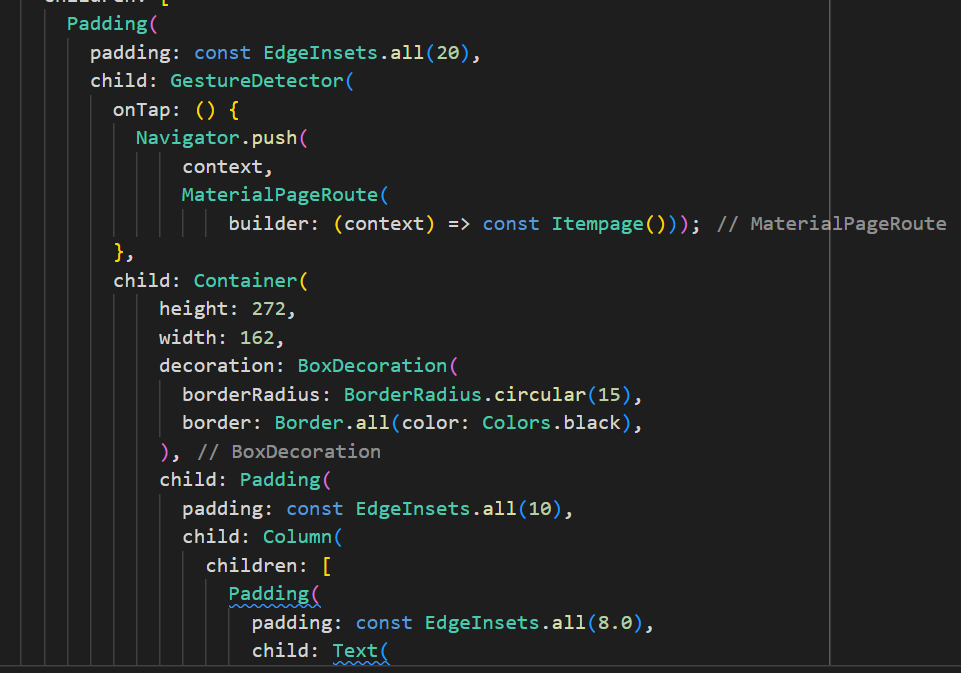 children: [
Padding(
padding: const EdgeInsets.all(20),
child: GestureDetector(
onTap: () {
Navigator.push(
context,
MaterialPageRoute(
builder: (context) => const Itempage())); // MaterialPageRoute
},
child: Container(
height: 272,
width: 162,
decoration: BoxDecoration(
borderRadius: BorderRadius.circular(15),
border: Border.all(color: Colors.black),
), // BoxDecoration
child: Padding(
padding: const EdgeInsets.all(10),
child: Column(
children: [
Padding(
padding: const EdgeInsets.all(8.0),
child: Text(